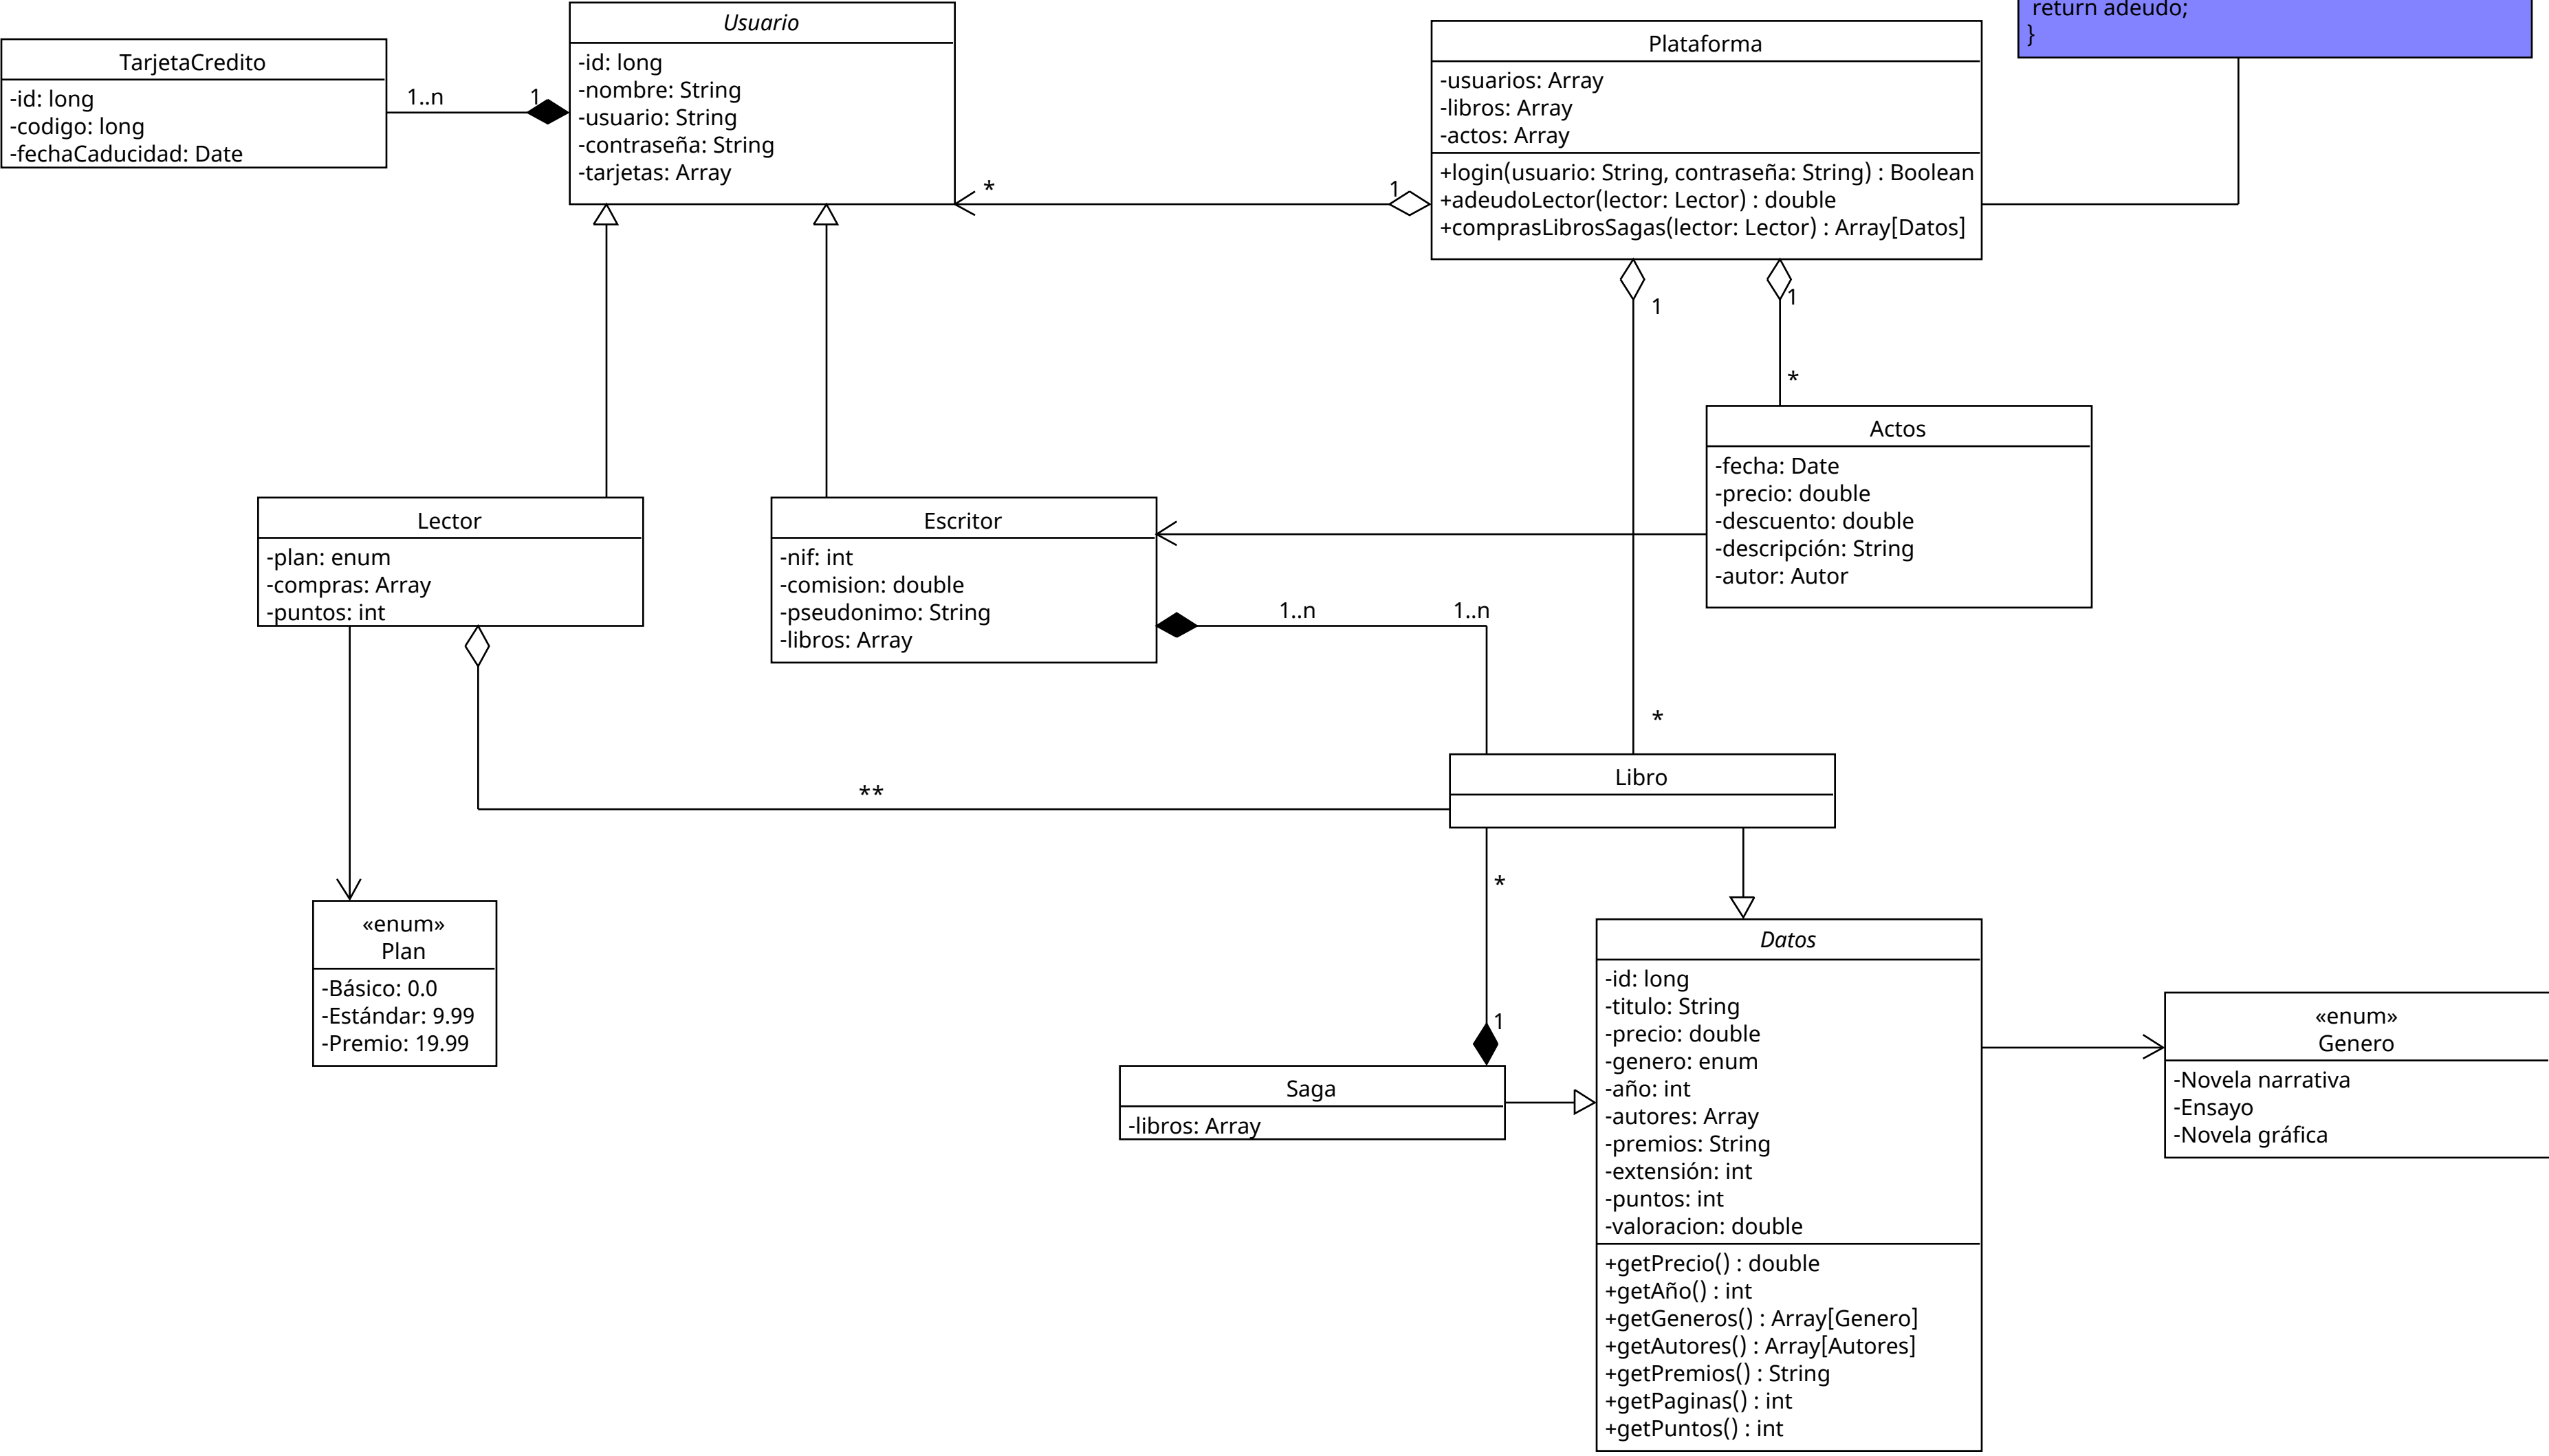 return adeudo;
}
Usuario
-id: long
-nombre: String
-usuario: String
-contraseña: String
-tarjetas: Array
TarjetaCredito
-id: long
-codigo: long
-fechaCaducidad: Date
1..n
1
Plataforma
-usuarios: Array
-libros: Array
-actos: Array
+login(usuario: String, contraseña: String) : Boolean
+adeudoLector(lector: Lector) : double
+comprasLibrosSagas(lector: Lector) : Array[Datos]
*
1
1
1
*
Actos
-fecha: Date
-precio: double
-descuento: double
-descripción: String
-autor: Autor
Lector
-plan: enum
-compras: Array
-puntos: int
Escritor
-nif: int
-comision: double
-pseudonimo: String
-libros: Array
1..n
1..n
*
Libro
**
*
1
«enum»
Plan
-Básico: 0.0
-Estándar: 9.99
-Premio: 19.99
Saga
-libros: Array
Datos
-id: long
-titulo: String
-precio: double
-genero: enum
-año: int
-autores: Array
-premios: String
-extensión: int
-puntos: int
-valoracion: double
+getPrecio() : double
+getAño() : int
+getGeneros() : Array[Genero]
+getAutores() : Array[Autores]
+getPremios() : String
+getPaginas() : int
+getPuntos() : int
«enum»
Genero
-Novela narrativa
-Ensayo
-Novela gráfica